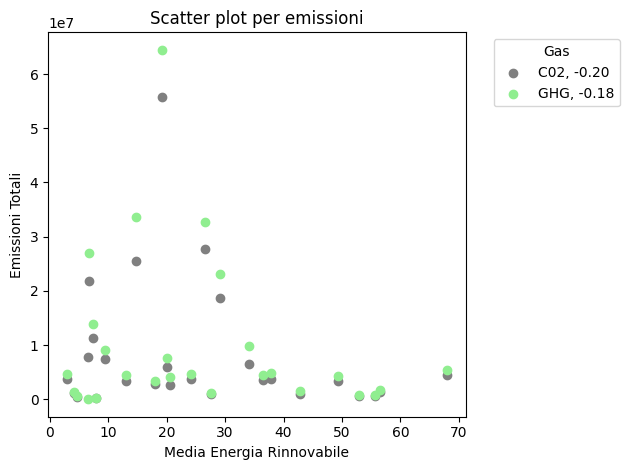 Scatter plot per emissioni
1e7
Gas
C02, -0.20
GHG, -0.18
6
5
4
3
2
1
0
Emissioni Totali
0 10 20 30 40 50 60 70
Media Energia Rinnovabile